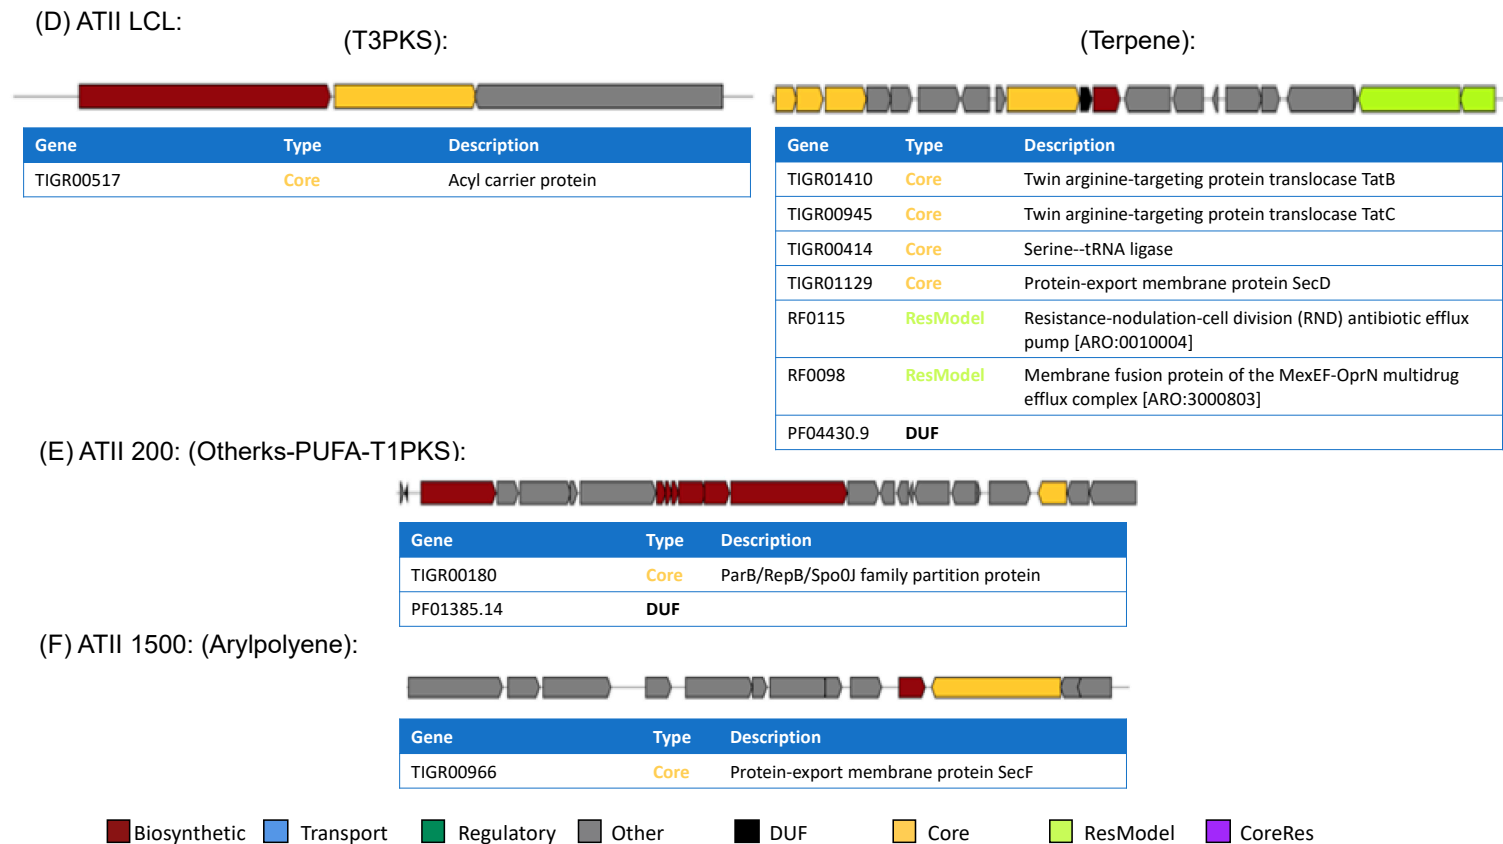 (D) ATII LCL:
(T3PKS):
Gene Type Description
TIGR00517 Core Acyl carrier protein
(Terpene):
Gene Type Description
TIGR01410 Core Twin arginine-targeting protein translocase TatB
TIGR00945 Core Twin arginine-targeting protein translocase TatC
TIGR00414 Core Serine--tRNA ligase
TIGR01129 Core Protein-export membrane protein SecD
RF0115 ResModel Resistance-nodulation-cell division (RND) antibiotic efflux
pump [ARO:0010004]
RF0098 ResModel Membrane fusion protein of the MexEF-OprN multidrug
efflux complex [ARO:3000803]
PF04430.9 DUF
(E) ATII 200: (Otherks-PUFA-T1PKS):
Gene Type Description
TIGR00180 Core ParB/RepB/Spo0J family partition protein
PF01385.14 DUF
(F) ATII 1500: (Arylpolyene):
Gene Type Description
TIGR00966 Core Protein-export membrane protein SecF
Biosynthetic Transport Regulatory Other DUF Core ResModel CoreRes